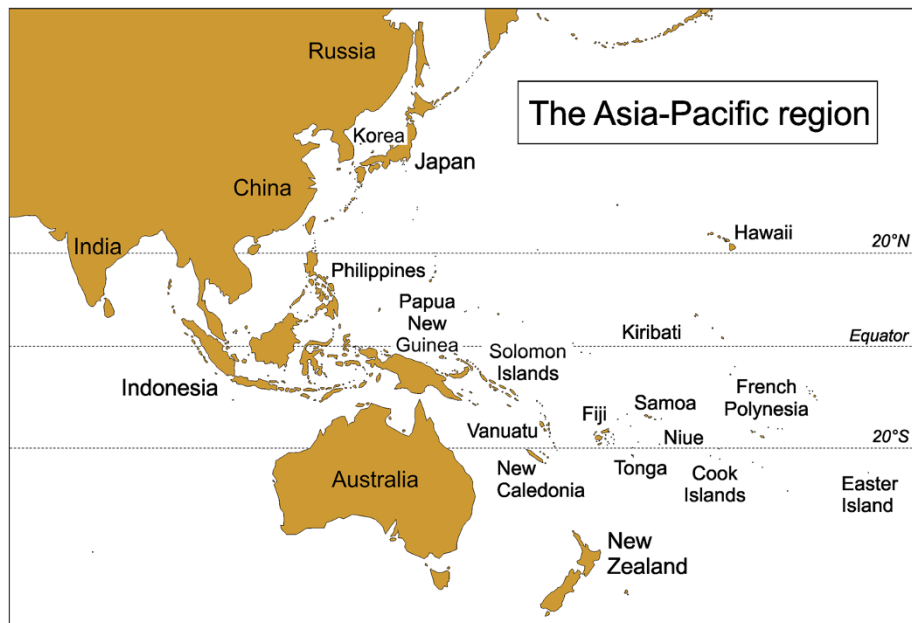 Russia
The Asia-Pacific region
Korea
Japan
China
India
Hawaii
20°N
Philippines
Papua
New
Guinea
Kiribati
Equator
Solomon
Islands
Indonesia
French
Polynesia
Samoa
Fiji
Vanuatu
Niue
20°S
Tonga
New
Caledonia
Cook
Islands
Australia
Easter
Island
New
Zealand